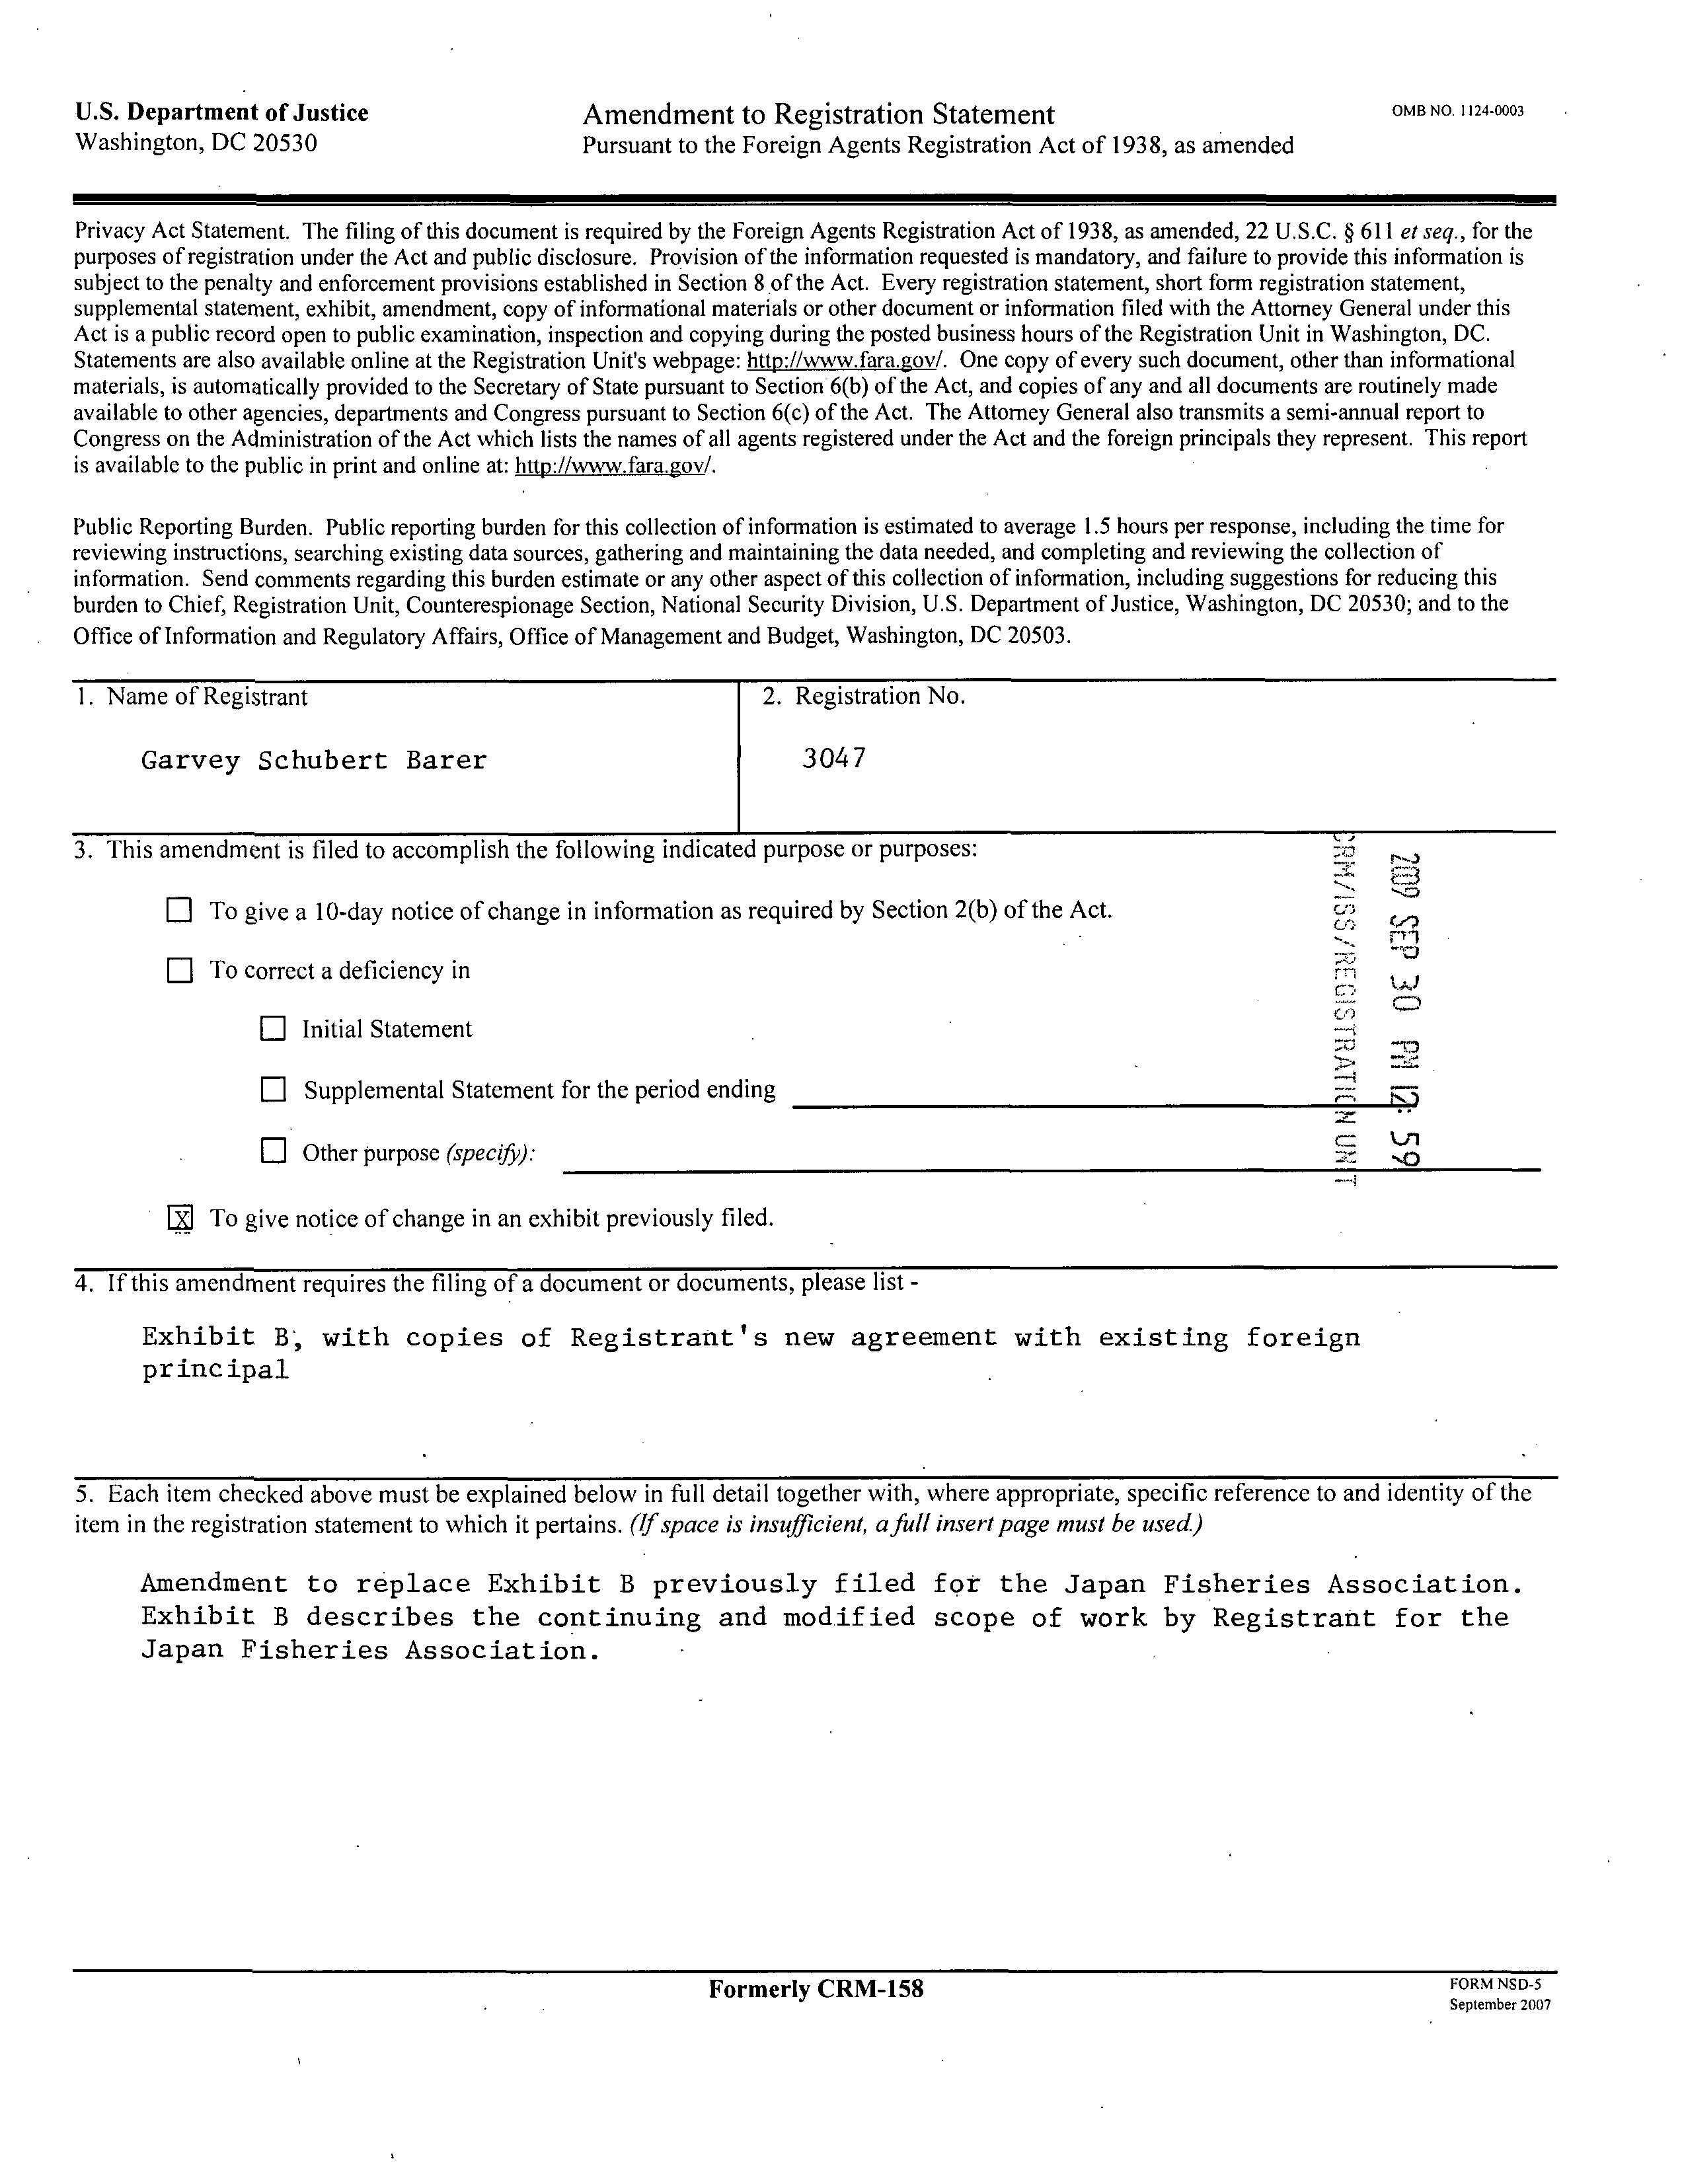 U.S. Department of Justice
Washington, DC 20530
Amendment to Registration Statement
Pursuant to the Foreign Agents Registration Act of 1938, as amended
OMB NO. 1124-0003
Privacy Act Statement. The filing of this document is required by the Foreign Agents Registration Act of 1938, as amended, 22 U.S.C. § 611 et seq., for the
purposes of registration under the Act and public disclosure. Provision of the information requested is mandatory, and failure to provide this information is
subject to the penalty and enforcement provisions established in Section 8 of the Act. Every registration statement, short form registration statement,
supplemental statement, exhibit, amendment, copy of informational materials or other document or information filed with the Attorney General under this
Act is a public record open to public examination, inspection and copying during the posted business hours of the Registration Unit in Washington, DC.
Statements are also available online at the Registration Unit's webpage: http://www.fara.gov/. One copy of every such document, other than informational
materials, is automatically provided to the Secretary of State pursuant to Section 6(b) of the Act, and copies of any and all documents are routinely made
available to other agencies, departments and Congress pursuant to Section 6(c) of the Act. The Attorney General also transmits a semi-annual report to
Congress on the Administration of the Act which lists the names of all agents registered under the Act and the foreign principals they represent. This report
is available to the public in print and online at: http://www.fara.gov/.
Public Reporting Burden. Public reporting burden for this collection of information is estimated to average 1.5 hours per response, including the time for
reviewing instructions, searching existing data sources, gathering and maintaining the data needed, and completing and reviewing the collection of
information. Send comments regarding this burden estimate or any other aspect of this collection of information, including suggestions for reducing this
burden to Chief, Registration Unit, Counterespionage Section, National Security Division, U.S. Department of Justice, Washington, DC 20530; and to the
Office of Information and Regulatory Affairs, Office of Management and Budget, Washington, DC 20503.
1. Name of Registrant
Garvey Schubert Barer
2. Registration No.
3047
3. This amendment is filed to accomplish the following indicated purpose or purposes:
To give a 10-day notice of change in information as required by Section 2(b) of the Act.
To correct a deficiency in
Initial Statement
Supplemental Statement for the period ending
Other purpose (specify):
X To give notice of change in an exhibit previously filed.
2009 SEP 30 PM 12: 59
CRM/ISS/REGISTRATION UNIT
4. If this amendment requires the filing of a document or documents, please list -
Exhibit B, with copies of Registrant's new agreement with existing foreign
principal
5. Each item checked above must be explained below in full detail together with, where appropriate, specific reference to and identity of the
item in the registration statement to which it pertains. (If space is insufficient, a full insert page must be used.)
Amendment to replace Exhibit B previously filed for the Japan Fisheries Association.
Exhibit B describes the continuing and modified scope of work by Registrant for the
Japan Fisheries Association.
Formerly CRM-158
FORM NSD-5
September 2007